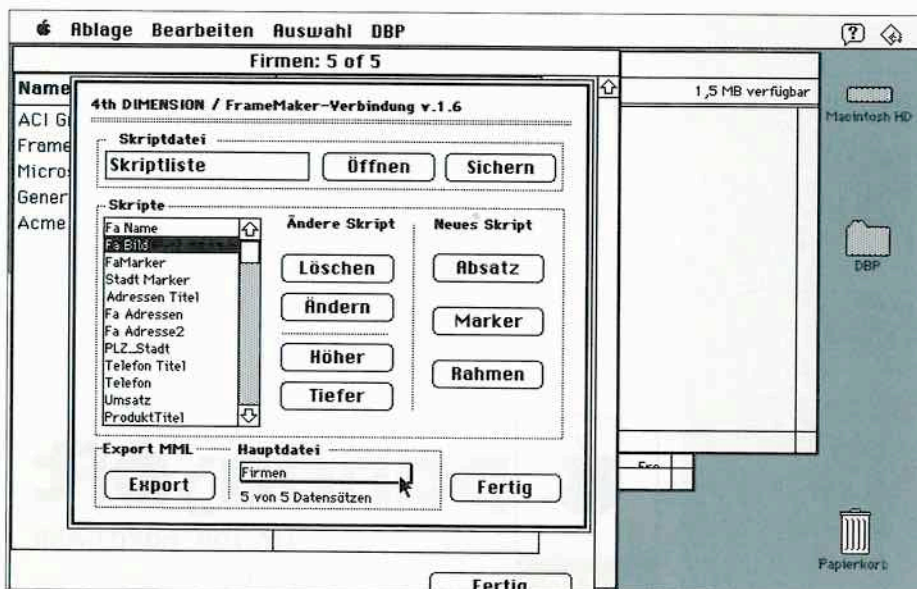 Ablage Bearbeiten Auswahl DBP
Firmen: 5 of 5
Name
1,5 MB verfügbar
Macintosh HD
4th DIMENSION / FrameMaker-Verbindung v.1.6
ACI G
Frame
Micros
Gener
Acme
Skriptdatei
Skriptliste
Öffnen
Sichern
Skripte
Fa Name
Fa Bild
FaMarker
Stadt Marker
Adressen Titel
Fa Adressen
Fa Adresse2
PLZ_Stadt
Telefon Titel
Telefon
Umsatz
ProduktTitel
Ändere Skript
Löschen
Ändern
Höher
Tiefer
Neues Skript
Absatz
Marker
Rahmen
DBP
Export MML
Export
Hauptdatei
Firmen
5 von 5 Datensätzen
Fertig
Papierkorb
Fertig